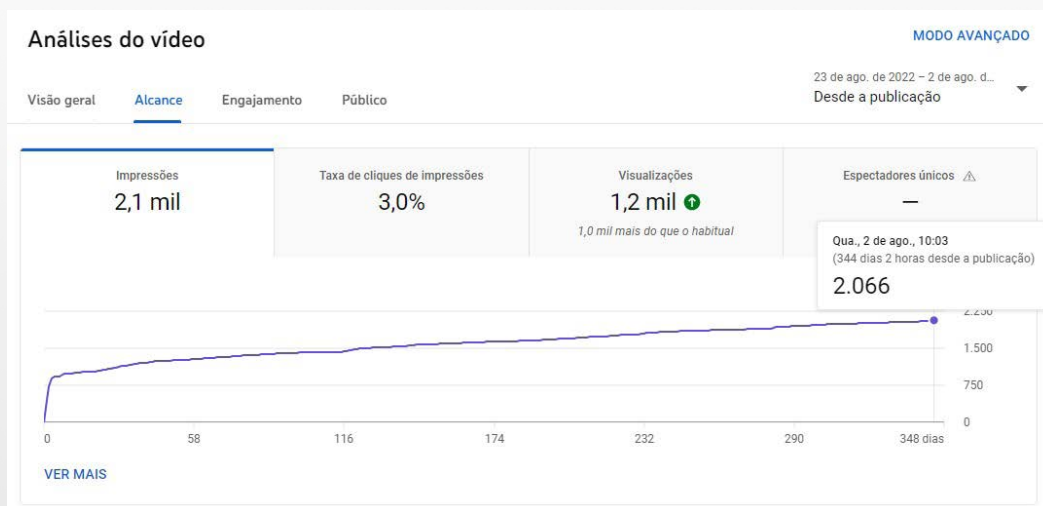 Análises do vídeo
MODO AVANÇADO
23 de ago. de 2022 – 2 de ago. d...
Desde a publicação
Visão geral
Alcance
Engajamento
Público
Impressões
2,1 mil
Taxa de cliques de impressões
3,0%
Visualizações
1,2 mil
1,0 mil mais do que o habitual
Espectadores únicos
—
Qua., 2 de ago., 10:03
(344 dias 2 horas desde a publicação)
2.066
2.250
1.500
750
0
0
58
116
174
232
290
348 dias
VER MAIS